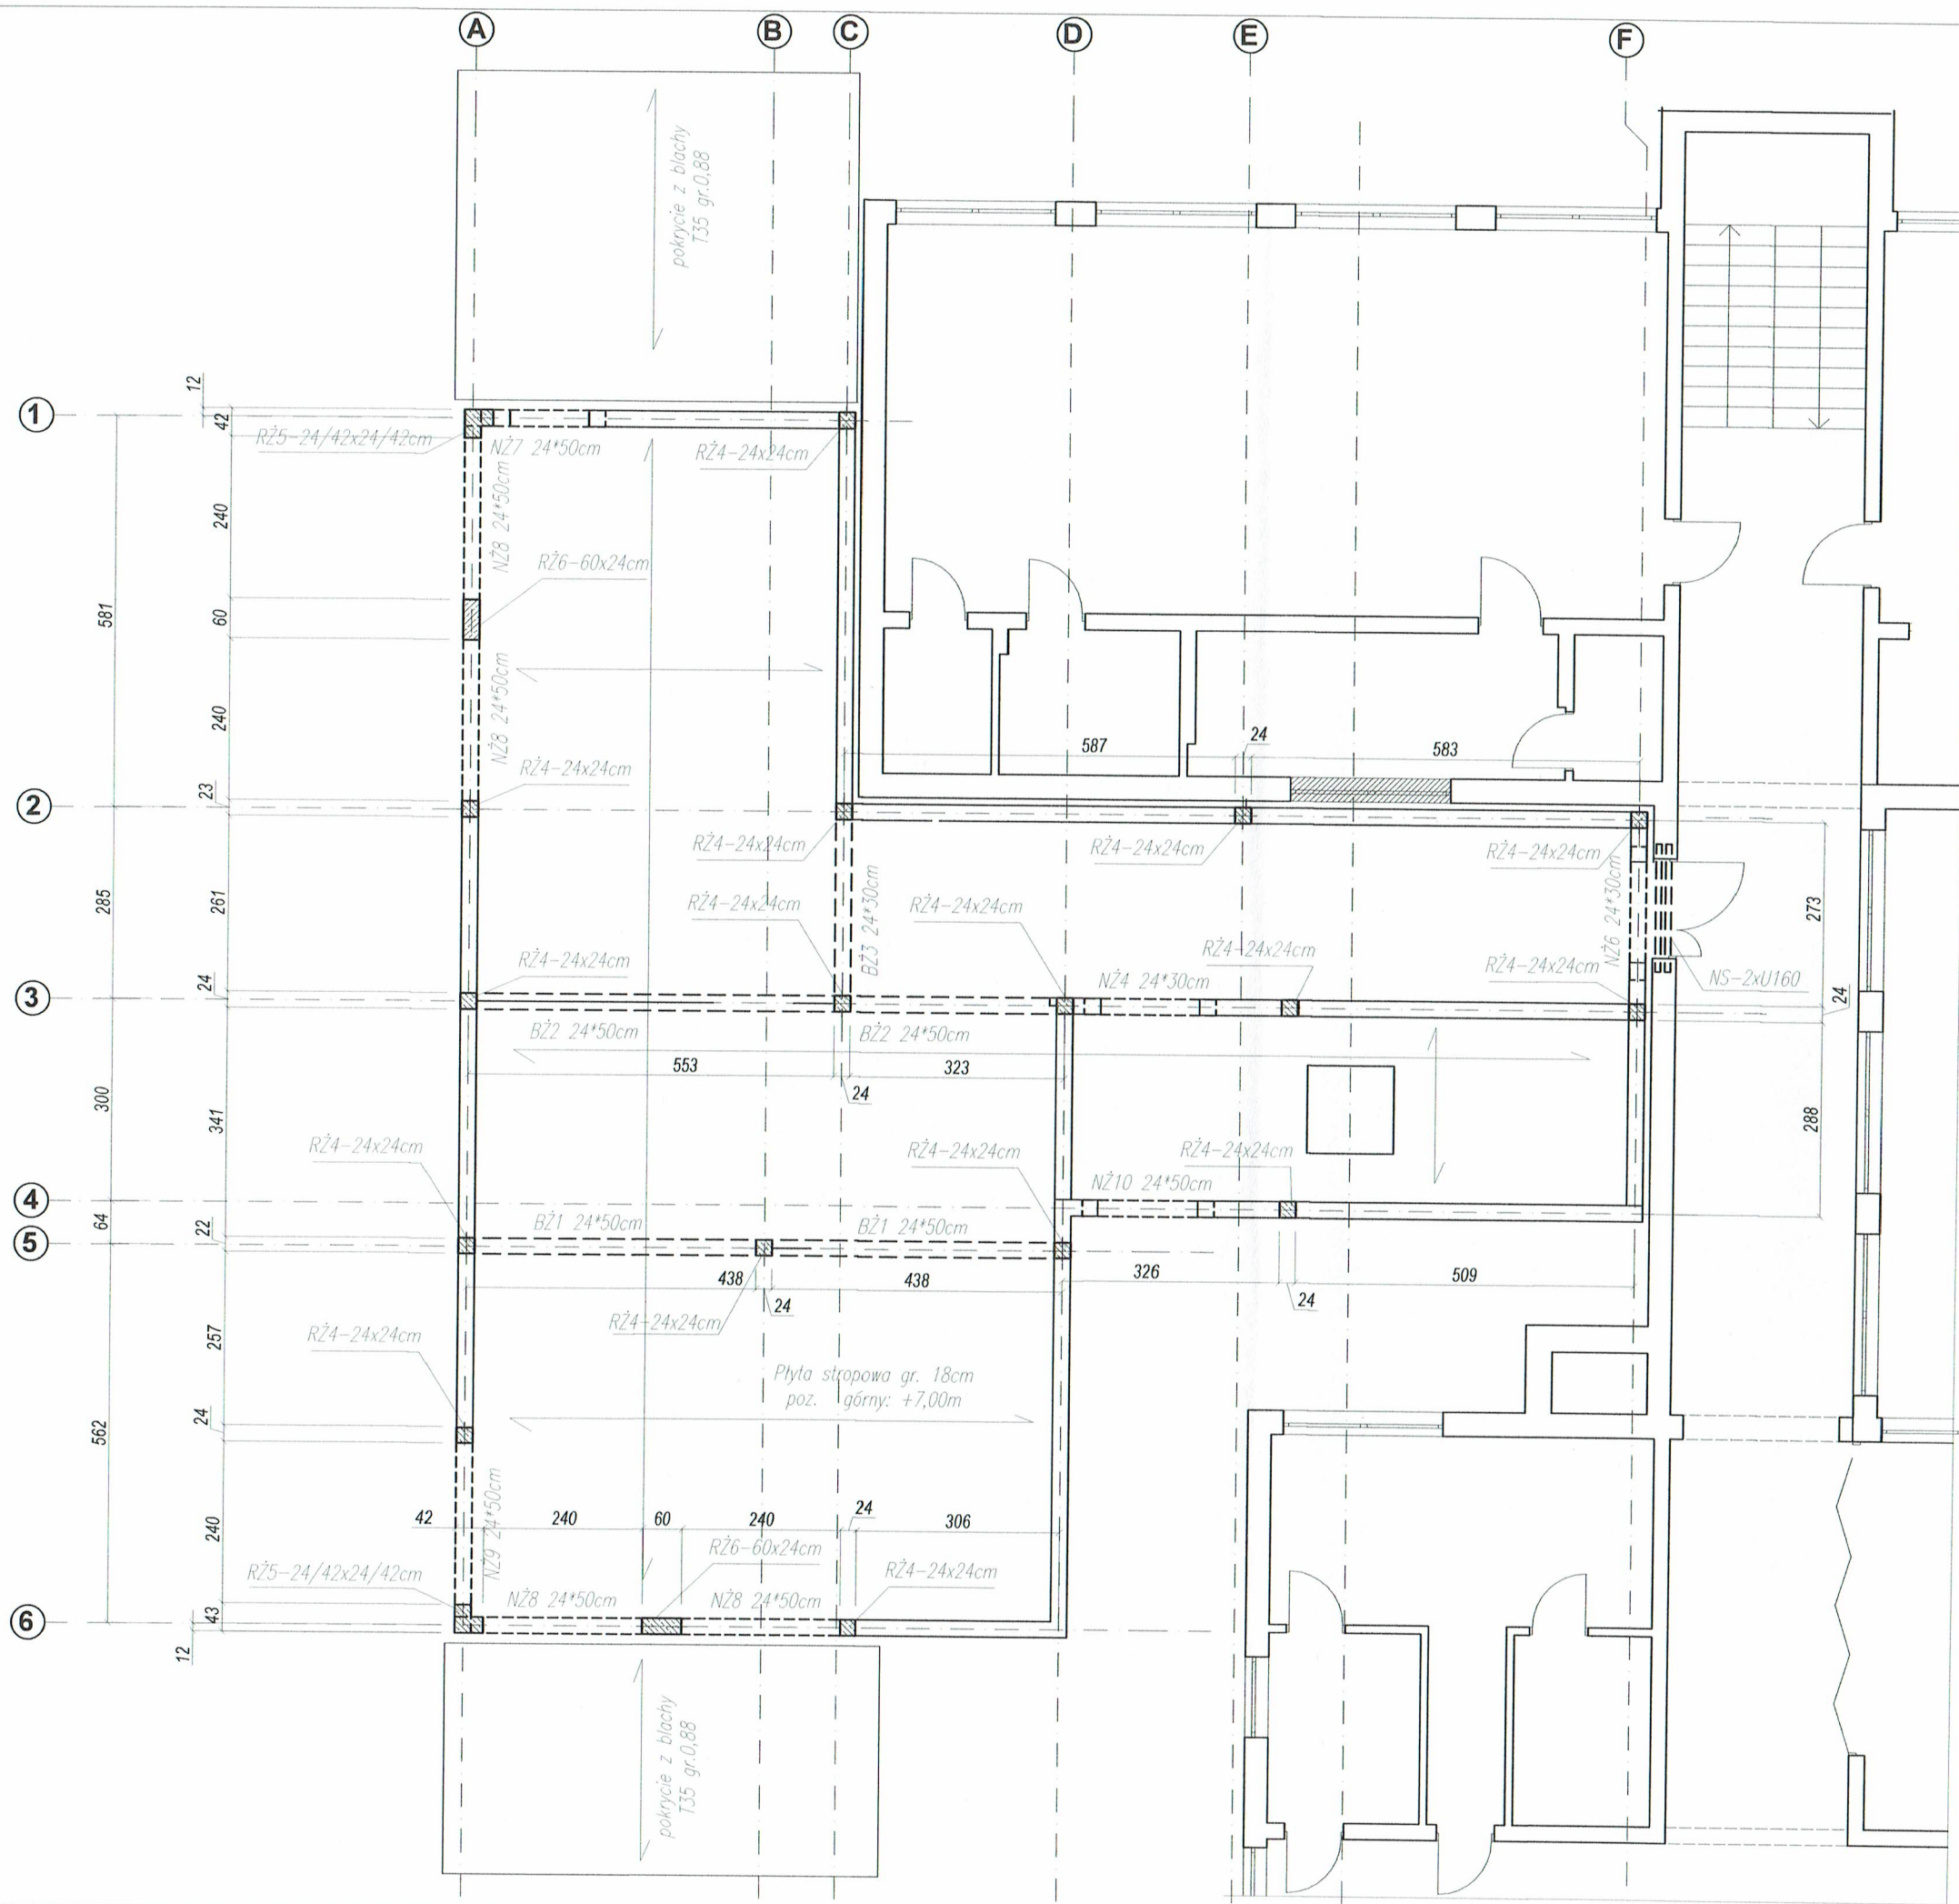 A
B
C
D
E
F
pokrycie z blachy
T35 gr.0,88
12
1
42
RŻ5-24/42x24/42cm
NŻ7 24*50cm
RŻ4-24x24cm
NŻ8 24*50cm
240
RŻ6-60x24cm
60
581
NŻ8 24*50cm
240
587
24
583
RŻ4-24x24cm
23
2
RŻ4-24x24cm
RŻ4-24x24cm
RŻ4-24x24cm
285
261
RŻ4-24x24cm
BŻ3 24*30cm
RŻ4-24x24cm
NŻ6 24*30cm
273
RŻ4-24x24cm
RŻ4-24x24cm
RŻ4-24x24cm
NŻ4 24*30cm
NS-2xU160
24
24
3
BŻ2 24*50cm
BŻ2 24*50cm
553
323
24
300
341
288
RŻ4-24x24cm
RŻ4-24x24cm
RŻ4-24x24cm
NŻ10 24*50cm
4
64
22
BŻ1 24*50cm
BŻ1 24*50cm
5
438
438
24
326
24
509
RŻ4-24x24cm
RŻ4-24x24cm
257
Płyta stropowa gr. 18cm
poz. górny: +7,00m
24
562
NŻ9 24*50cm
240
42
240
60
240
24
306
RŻ6-60x24cm
RŻ4-24x24cm
RŻ5-24/42x24/42cm
NŻ8 24*50cm
NŻ8 24*50cm
43
6
12
pokrycie z blachy
T35 gr.0,88